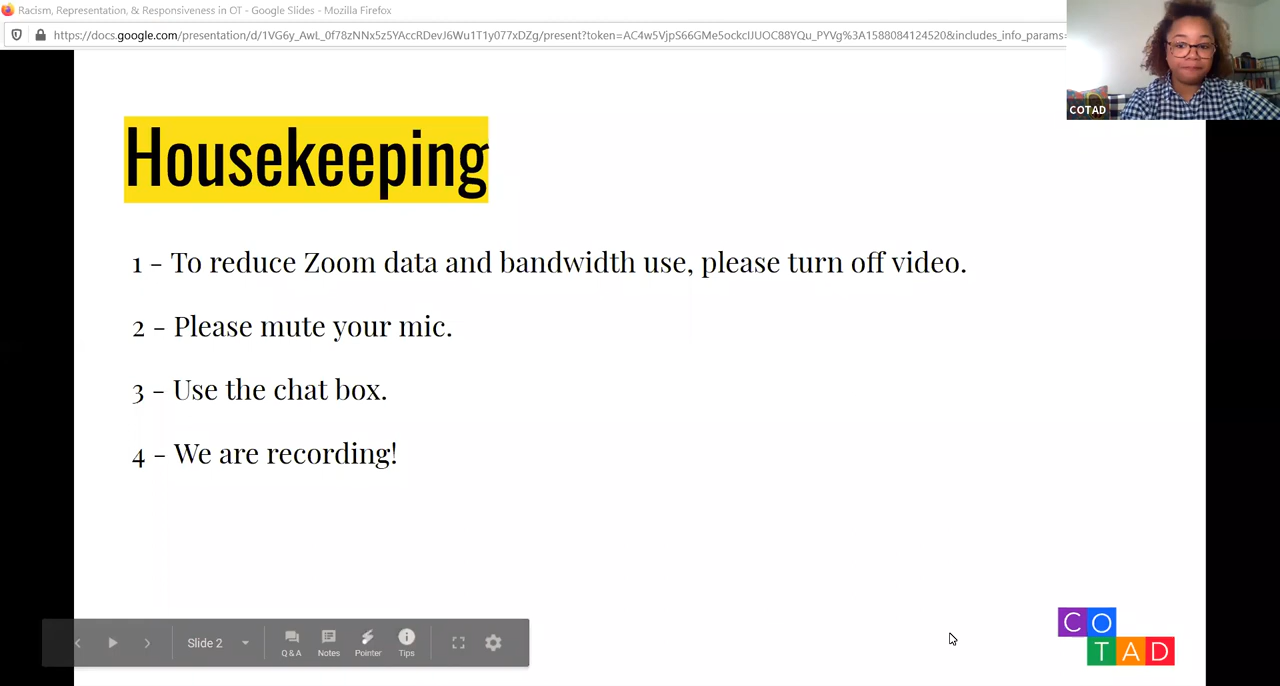 Racism, Representation, & Responsiveness in OT - Google Slides - Mozilla Firefox
https://docs.google.com/presentation/d/1VG6y_AwL_0f78zNNx5z5YAccRDevJ6Wu1T1y077xDZg/present?token=AC4w5VjpS66GMe5ockcIJUOC88YQu_PYVg%3A1588084124520&includes_info_params=
COTAD
Housekeeping
1 - To reduce Zoom data and bandwidth use, please turn off video.
2 - Please mute your mic.
3 - Use the chat box.
4 - We are recording!
Slide 2
Q & A Notes Pointer Tips
CO
TAD